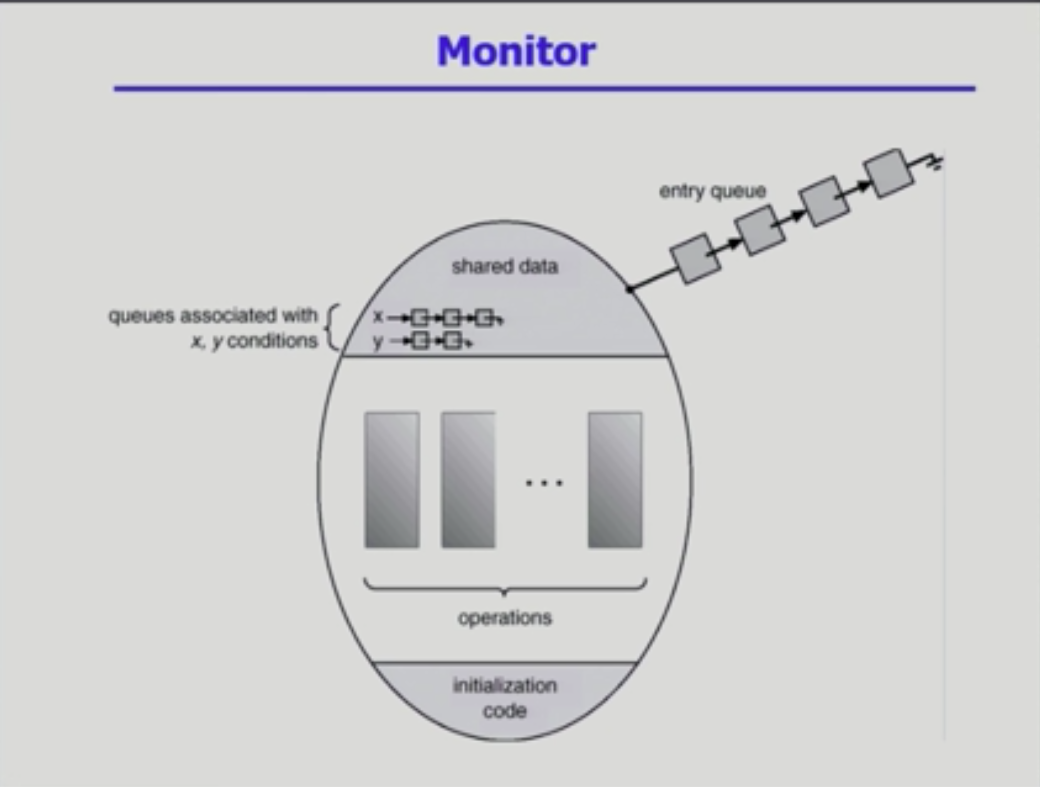 Monitor
entry queue
shared data
queues associated with
x, y conditions
x
y
...
operations
initialization
code